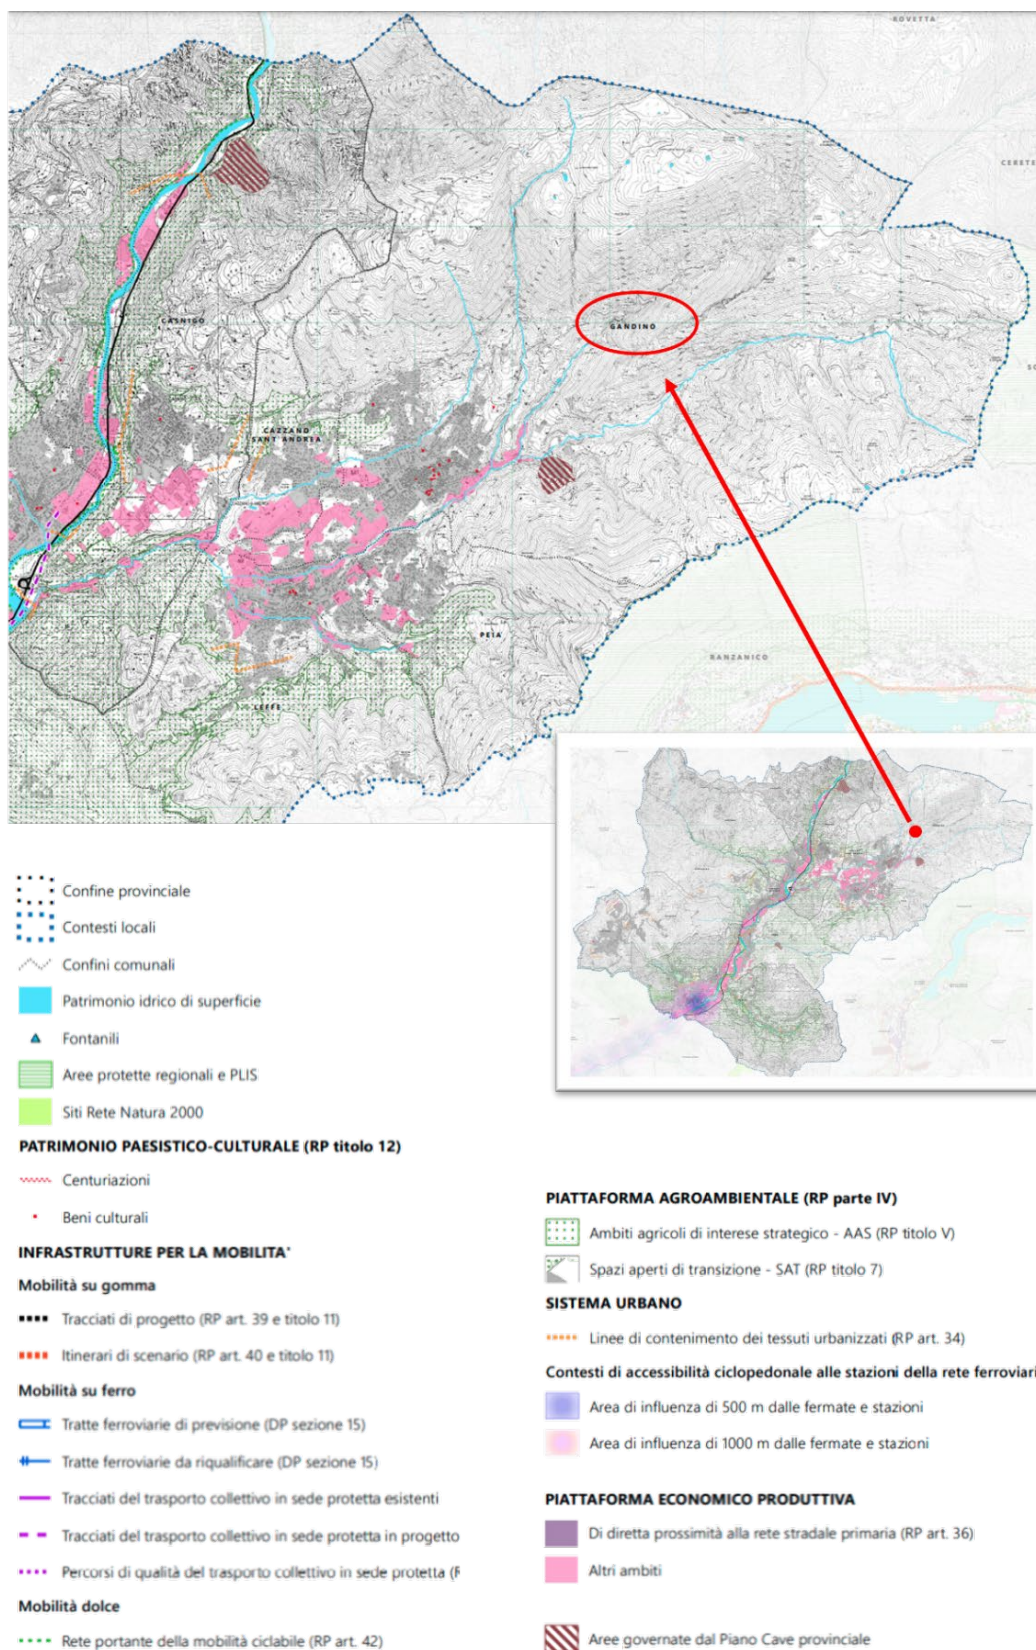 ROVETTA
CERETE
CASNIGO
GANDINO
CAZZANO
SANT ANDREA
PEIA
RANZANICO
LEFFE
Confine provinciale
Contesti locali
Confini comunali
Patrimonio idrico di superficie
Fontanili
Aree protette regionali e PLIS
Siti Rete Natura 2000
PATRIMONIO PAESISTICO-CULTURALE (RP titolo 12)
Centuriazioni
Beni culturali
INFRASTRUTTURE PER LA MOBILITA'
Mobilità su gomma
Tracciati di progetto (RP art. 39 e titolo 11)
Itinerari di scenario (RP art. 40 e titolo 11)
Mobilità su ferro
Tratte ferroviarie di previsione (DP sezione 15)
Tratte ferroviarie da riqualificare (DP sezione 15)
Tracciati del trasporto collettivo in sede protetta esistenti
Tracciati del trasporto collettivo in sede protetta in progetto
Percorsi di qualità del trasporto collettivo in sede protetta (R
Mobilità dolce
Rete portante della mobilità ciclabile (RP art. 42)
PIATTAFORMA AGROAMBIENTALE (RP parte IV)
Ambiti agricoli di interese strategico - AAS (RP titolo V)
Spazi aperti di transizione - SAT (RP titolo 7)
SISTEMA URBANO
Linee di contenimento dei tessuti urbanizzati (RP art. 34)
Contesti di accessibilità ciclopedonale alle stazioni della rete ferroviari
Area di influenza di 500 m dalle fermate e stazioni
Area di influenza di 1000 m dalle fermate e stazioni
PIATTAFORMA ECONOMICO PRODUTTIVA
Di diretta prossimità alla rete stradale primaria (RP art. 36)
Altri ambiti
Aree governate dal Piano Cave provinciale